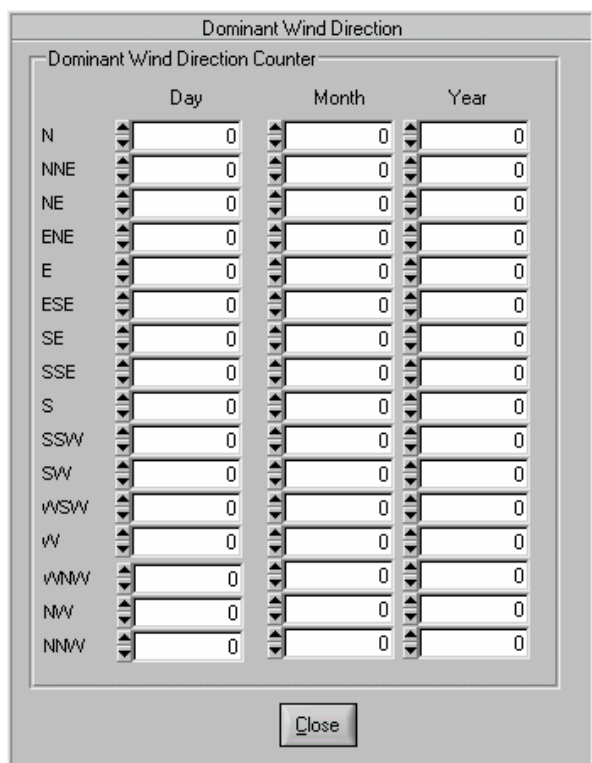 Dominant Wind Direction
Dominant Wind Direction Counter
Day Month Year
N 0 0 0
NNE 0 0 0
NE 0 0 0
ENE 0 0 0
E 0 0 0
ESE 0 0 0
SE 0 0 0
SSE 0 0 0
S 0 0 0
SSW 0 0 0
SW 0 0 0
WSW 0 0 0
W 0 0 0
WNW 0 0 0
NW 0 0 0
NNW 0 0 0
Close